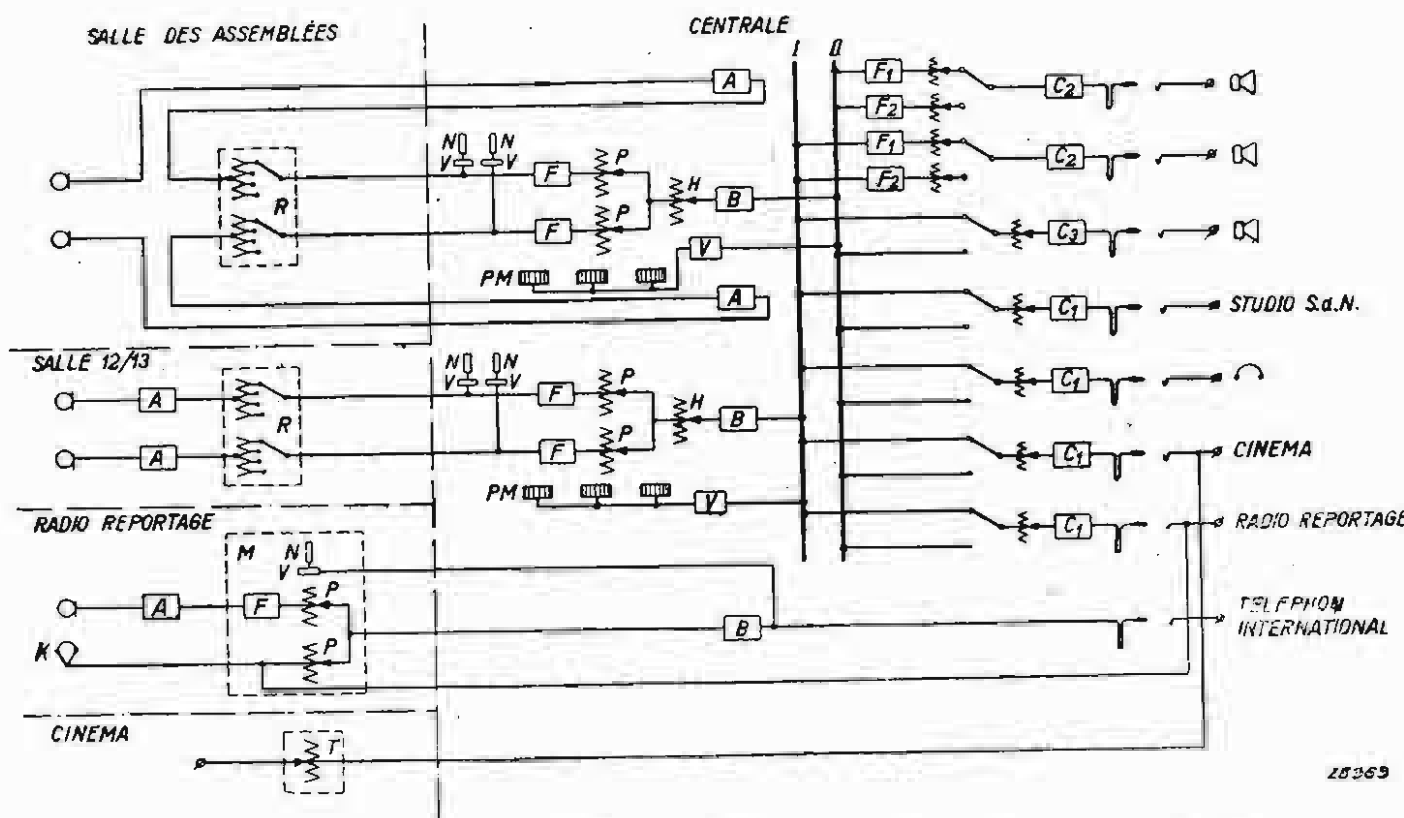 SALLE DES ASSEMBLÉES
CENTRALE
I II
A
F1
C2
F2
N N
V V
F P
R
H
B
F P
F1
C2
F2
PM
V
A
C3
C1 STUDIO S.d.N.
SALLE 12/13
A
A
R
N N
V V
F P
H
B
F P
PM
V
C1
C1 CINEMA
C1 RADIO REPORTAGE
RADIO REPORTAGE
M N
V
A F P
K P
B
TELEPHON
INTERNATIONAL
CINEMA
T
28369